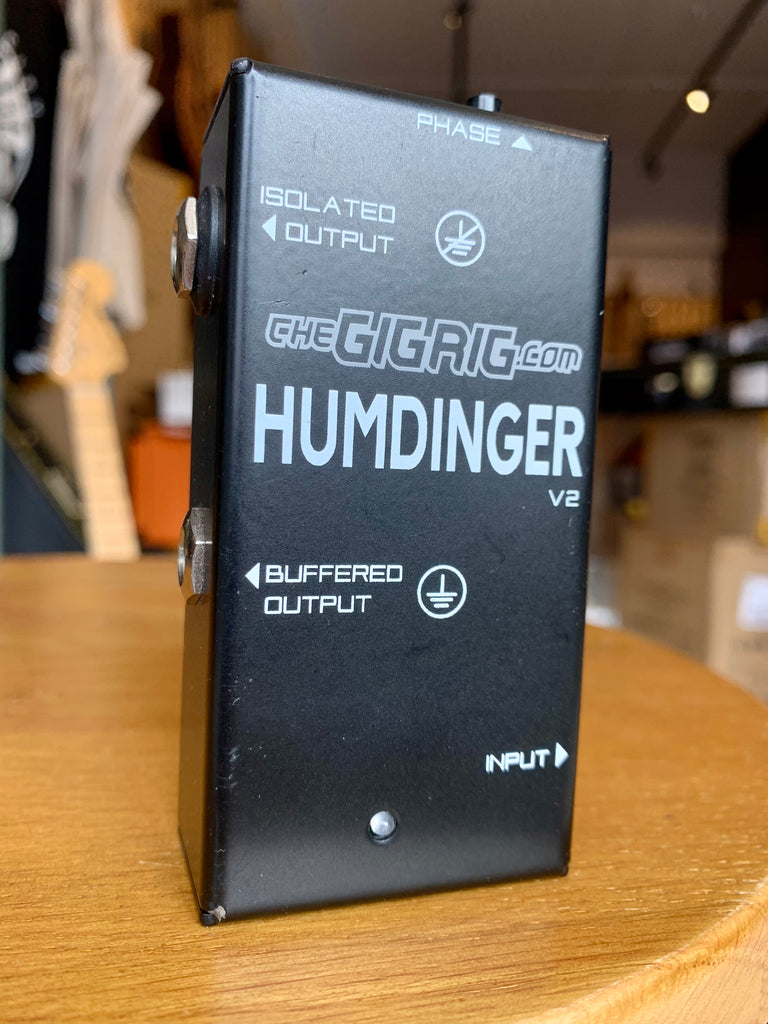 PHASE
ISOLATED
OUTPUT
theGIGRIG.com
HUMDINGER
V2
BUFFERED
OUTPUT
INPUT